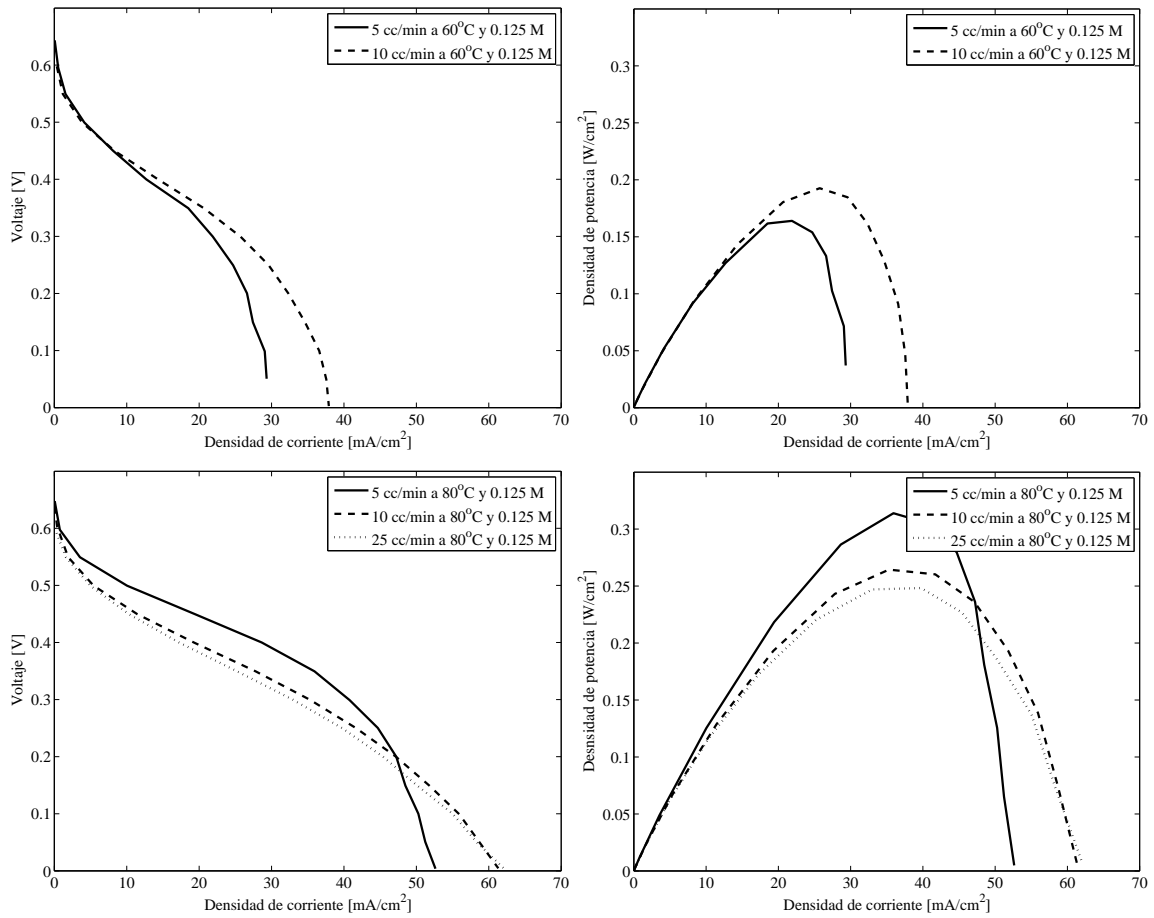 5 cc/min a 60°C y 0.125 M
10 cc/min a 60°C y 0.125 M
0.6
0.5
0.4
0.3
0.2
0.1
0
Voltaje [V]
0 10 20 30 40 50 60 70
Densidad de corriente [mA/cm²]
5 cc/min a 60°C y 0.125 M
10 cc/min a 60°C y 0.125 M
0.3
0.25
0.2
0.15
0.1
0.05
0
Densidad de potencia [W/cm²]
0 10 20 30 40 50 60 70
Densidad de corriente [mA/cm²]
5 cc/min a 80°C y 0.125 M
10 cc/min a 80°C y 0.125 M
25 cc/min a 80°C y 0.125 M
0.6
0.5
0.4
0.3
0.2
0.1
0
Voltaje [V]
0 10 20 30 40 50 60 70
Densidad de corriente [mA/cm²]
5 cc/min a 80°C y 0.125 M
10 cc/min a 80°C y 0.125 M
25 cc/min a 80°C y 0.125 M
0.3
0.25
0.2
0.15
0.1
0.05
0
Desnsidad de potencia [W/cm²]
0 10 20 30 40 50 60 70
Densidad de corriente [mA/cm²]